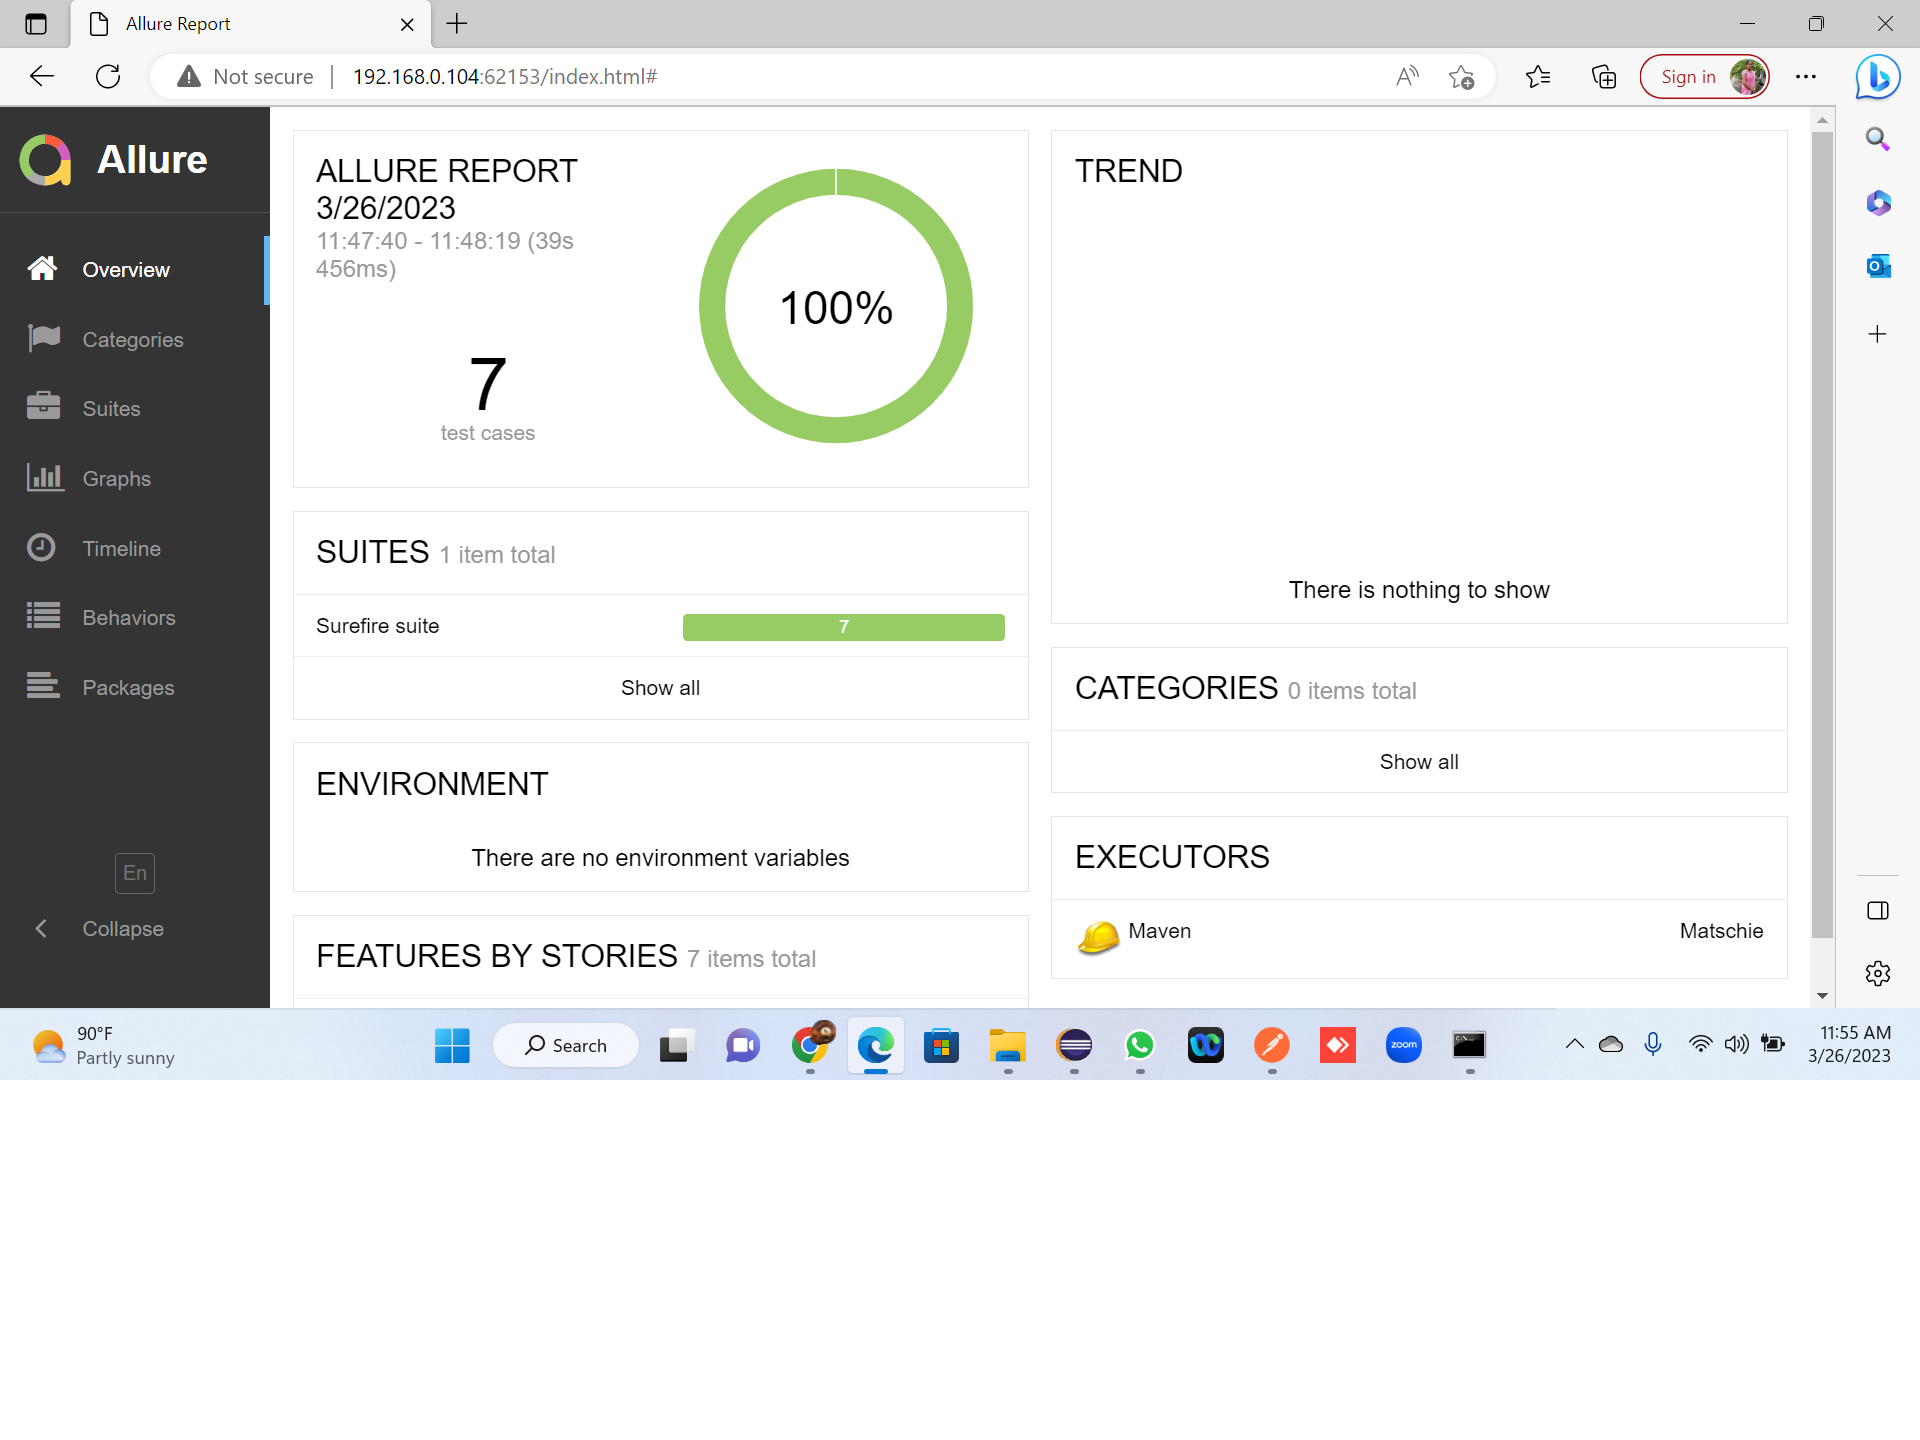 Allure Report
Not secure
192.168.0.104:62153/index.html#
Sign in
Allure
Overview
Categories
Suites
Graphs
Timeline
Behaviors
Packages
En
Collapse
ALLURE REPORT
3/26/2023
11:47:40 - 11:48:19 (39s
456ms)
7
test cases
100%
SUITES 1 item total
Surefire suite
7
Show all
ENVIRONMENT
There are no environment variables
FEATURES BY STORIES 7 items total
TREND
There is nothing to show
CATEGORIES 0 items total
Show all
EXECUTORS
Maven
Matschie
90°F
Partly sunny
Search
zoom
11:55 AM
3/26/2023